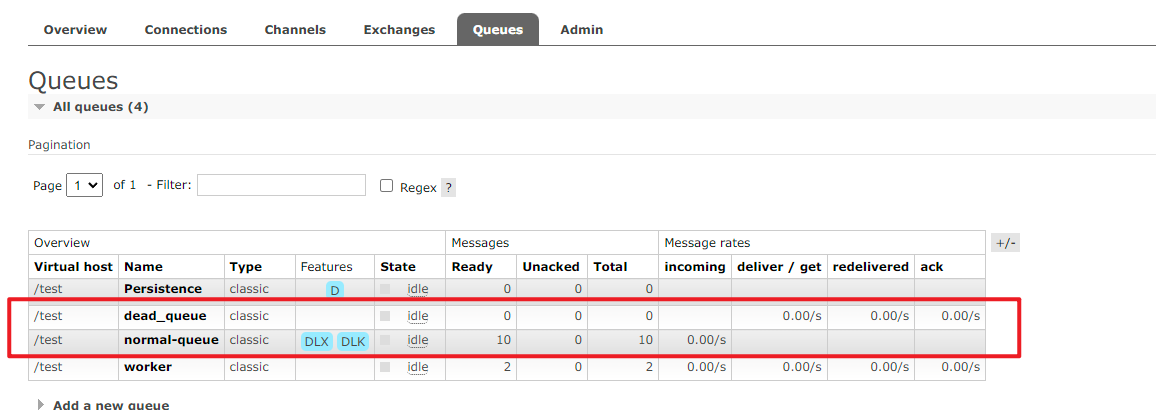 Overview Connections Channels Exchanges Queues Admin
Queues
All queues (4)
Pagination
Page 1 of 1 - Filter: Regex ?
Overview Messages Message rates +/-
Virtual host Name Type Features State Ready Unacked Total incoming deliver / get redelivered ack
/test Persistence classic D idle 0 0 0
/test dead_queue classic idle 0 0 0 0.00/s 0.00/s 0.00/s
/test normal-queue classic DLX DLK idle 10 0 10 0.00/s
/test worker classic idle 2 0 2 0.00/s 0.00/s 0.00/s 0.00/s
Add a new queue